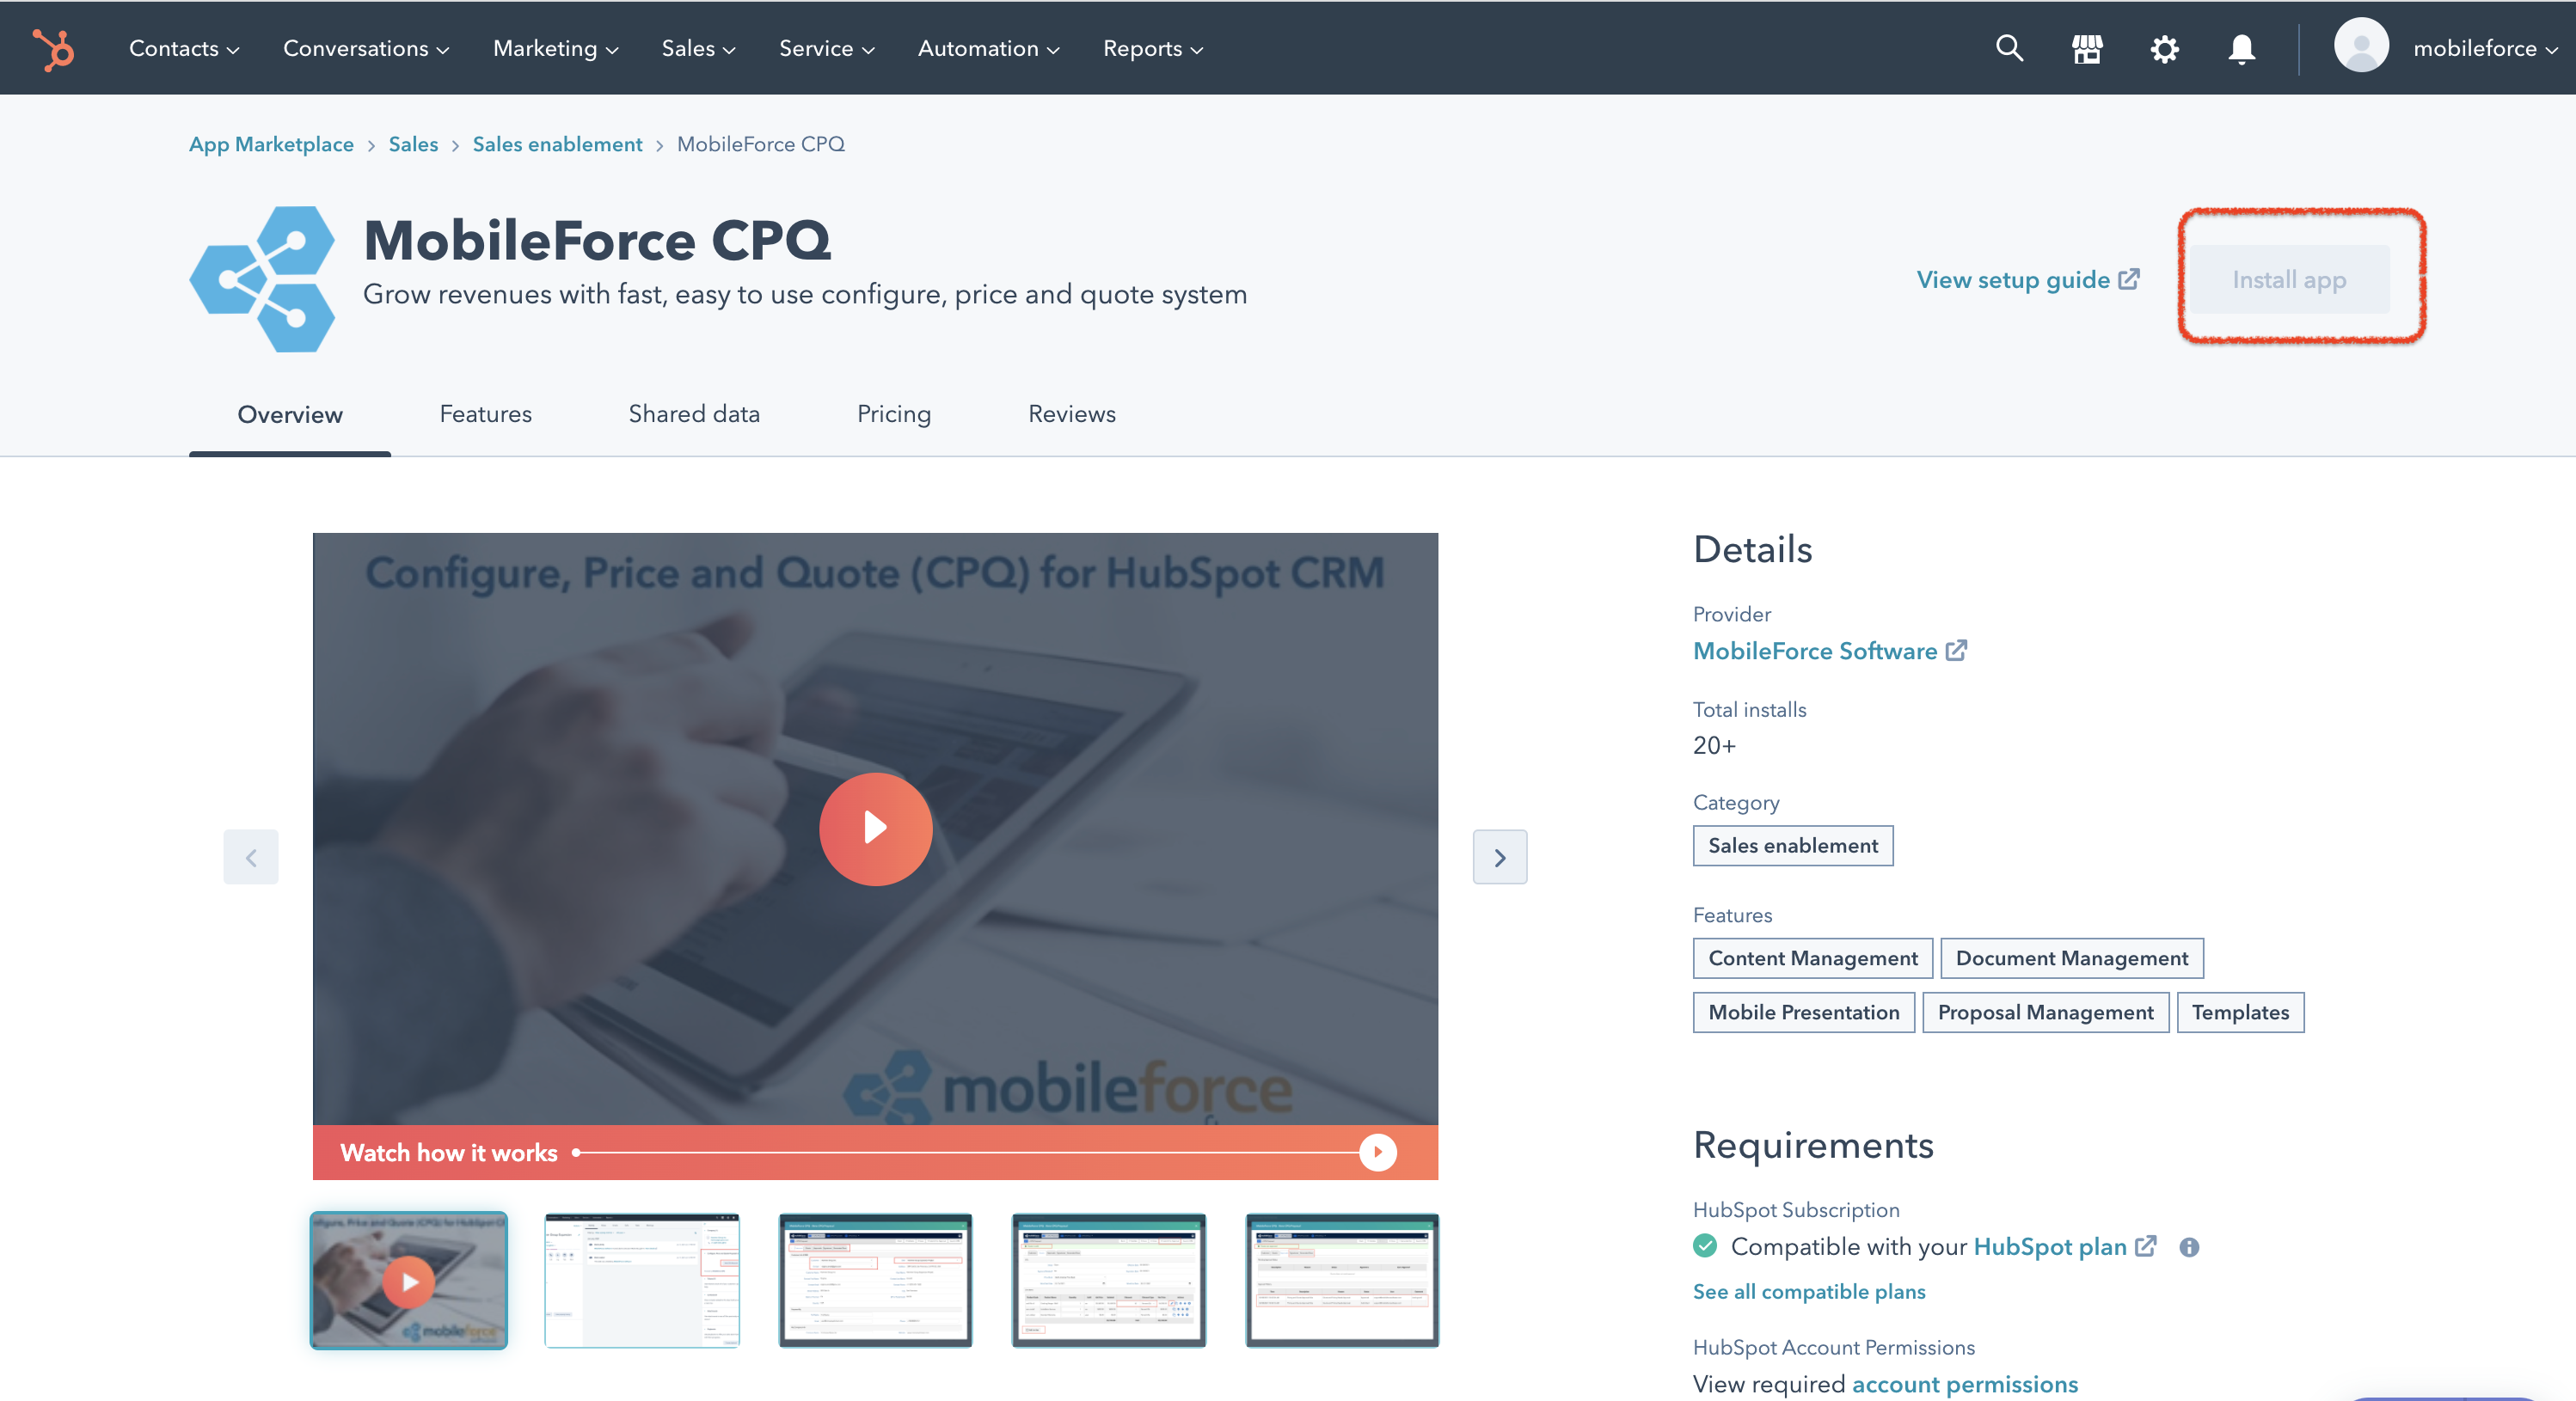 Contacts Conversations Marketing Sales Service Automation Reports mobileforce
App Marketplace > Sales > Sales enablement > MobileForce CPQ
MobileForce CPQ
Grow revenues with fast, easy to use configure, price and quote system
View setup guide
Install app
Overview Features Shared data Pricing Reviews
Configure, Price and Quote (CPQ) for HubSpot CRM
mobileforce
Watch how it works
mobileforce
Details
Provider
MobileForce Software
Total installs
20+
Category
Sales enablement
Features
Content Management Document Management
Mobile Presentation Proposal Management Templates
Requirements
HubSpot Subscription
Compatible with your HubSpot plan
See all compatible plans
HubSpot Account Permissions
View required account permissions